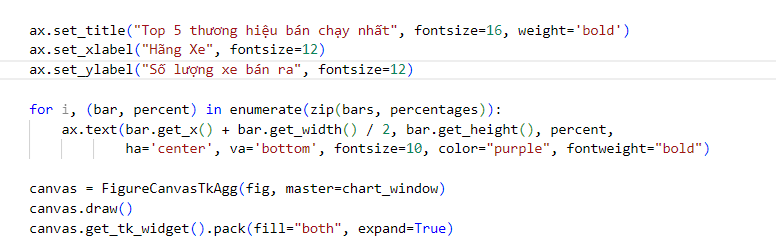 ax.set_title("Top 5 thương hiệu bán chạy nhất", fontsize=16, weight='bold')
ax.set_xlabel("Hãng Xe", fontsize=12)
ax.set_ylabel("Số lượng xe bán ra", fontsize=12)
for i, (bar, percent) in enumerate(zip(bars, percentages)):
ax.text(bar.get_x() + bar.get_width() / 2, bar.get_height(), percent,
ha='center', va='bottom', fontsize=10, color="purple", fontweight="bold")
canvas = FigureCanvasTkAgg(fig, master=chart_window)
canvas.draw()
canvas.get_tk_widget().pack(fill="both", expand=True)